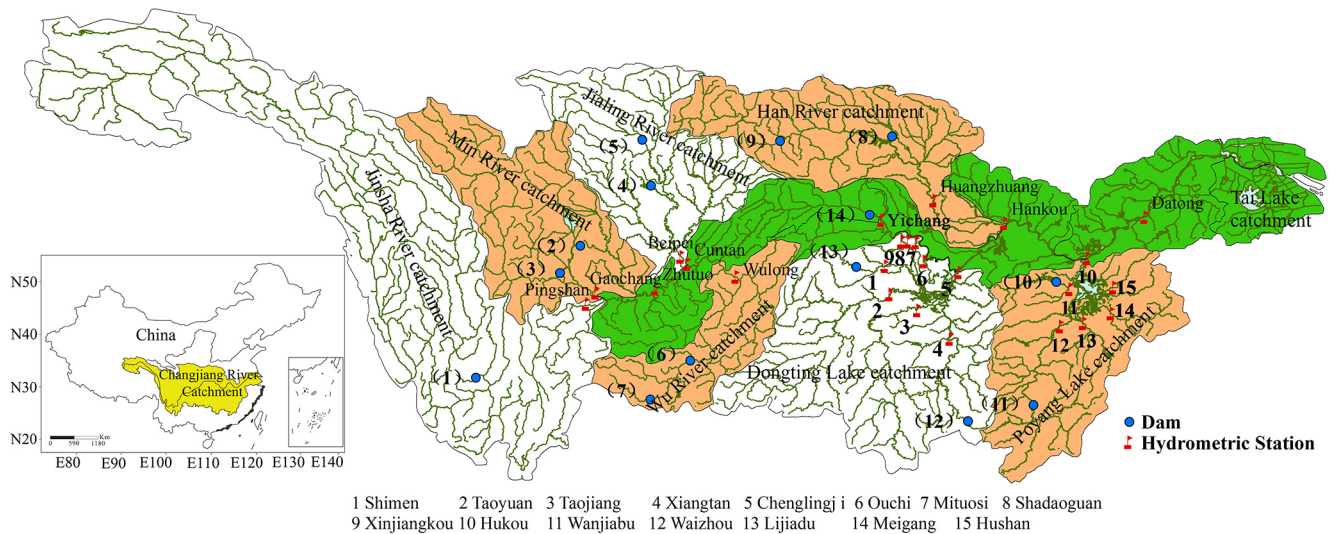 Jinsha River catchment
Min River catchment
Jialing River catchment
Han River catchment
Wu River catchment
Dongting Lake catchment
Poyang Lake catchment
Tai Lake
catchment
(5)
(4)
(9)
(8)
(2)
(3)
(14)
(13)
(10)
(6)
(7)
(1)
(12)
(11)
Huangzhuang
Hankou
Datong
Yichang
Beipei
Cuntan
Zhutuo
Wulong
Gaochang
Pingshan
987
6
5
1
2
3
4
10
11
15
14
12
13
N50
N40
N30
N20
China
Changjiang River
Catchment
0 590 1180 Km
E80 E90 E100 E110 E120 E130 E140
Dam
Hydrometric Station
1 Shimen 2 Taoyuan 3 Taojiang 4 Xiangtan 5 Chenglingj i 6 Ouchi 7 Mituosi 8 Shadaoguan
9 Xinjiangkou 10 Hukou 11 Wanjiabu 12 Waizhou 13 Lijiadu 14 Meigang 15 Hushan